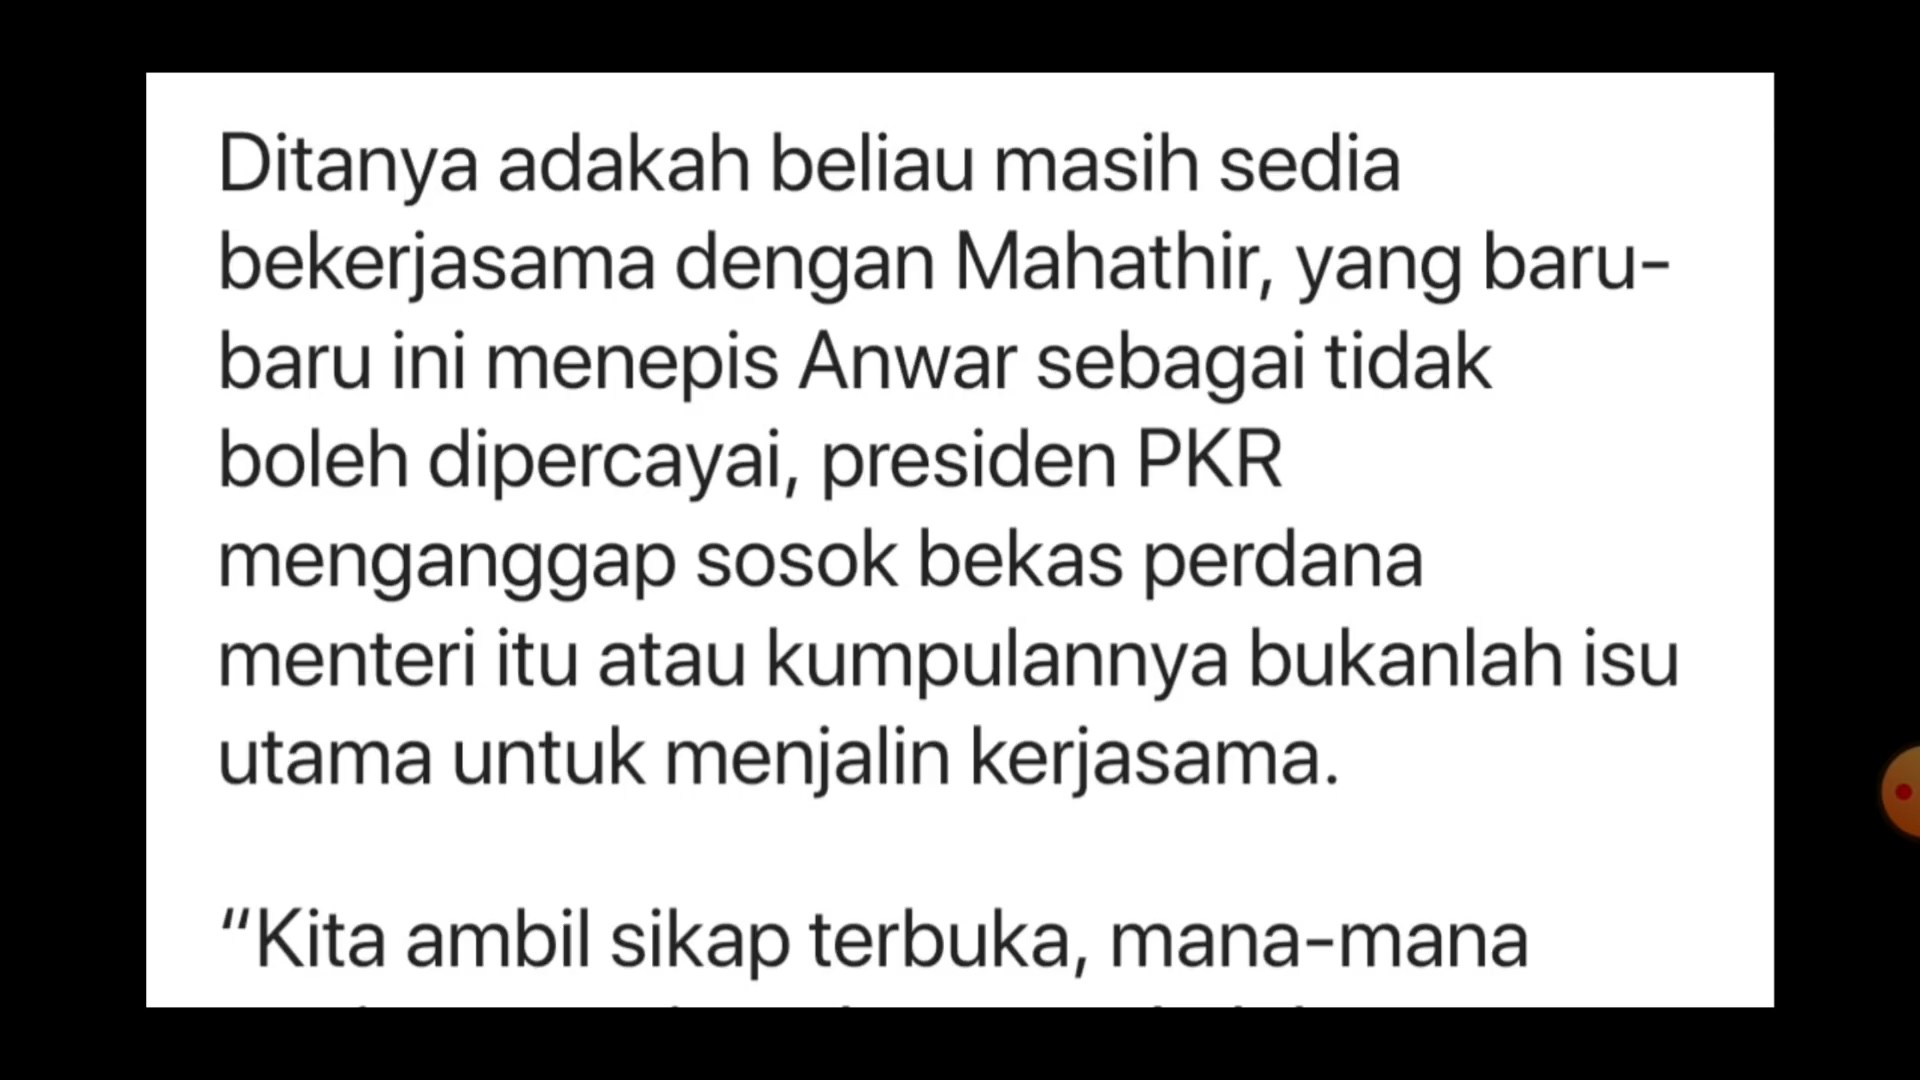 Ditanya adakah beliau masih sedia
bekerjasama dengan Mahathir, yang baru-
baru ini menepis Anwar sebagai tidak
boleh dipercayai, presiden PKR
menganggap sosok bekas perdana
menteri itu atau kumpulannya bukanlah isu
utama untuk menjalin kerjasama.
“Kita ambil sikap terbuka, mana-mana